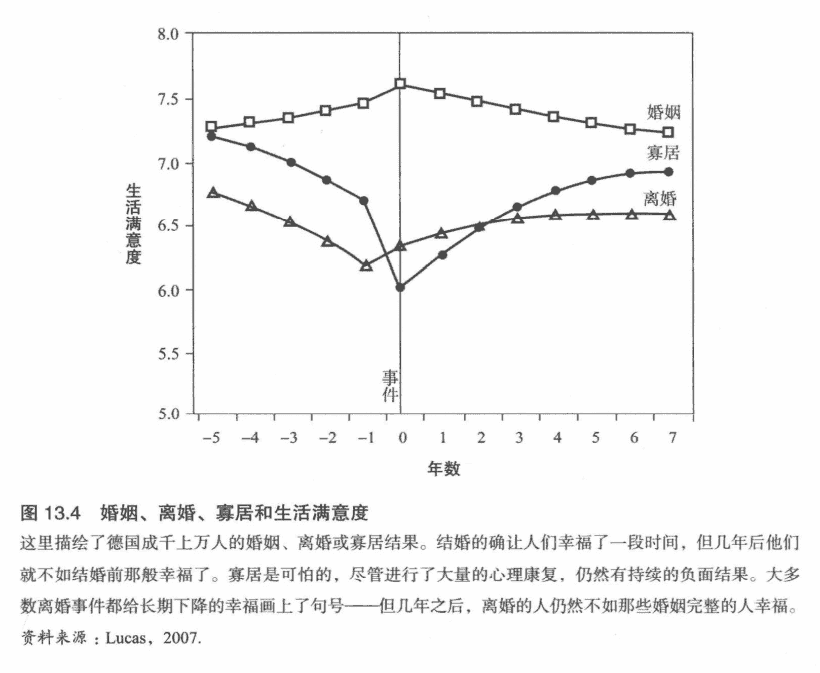 8.0
7.5
7.0
6.5
6.0
5.5
5.0
生活满意度
婚姻
寡居
离婚
事件
-5 -4 -3 -2 -1 0 1 2 3 4 5 6 7
年数
图 13.4 婚姻、离婚、寡居和生活满意度
这里描绘了德国成千上万人的婚姻、离婚或寡居结果。结婚的确让人们幸福了一段时间，但几年后他们
就不如结婚前那般幸福了。寡居是可怕的，尽管进行了大量的心理康复，仍然有持续的负面结果。大多
数离婚事件都给长期下降的幸福画上了句号——但几年之后，离婚的人仍然不如那些婚姻完整的人幸福。
资料来源：Lucas，2007.